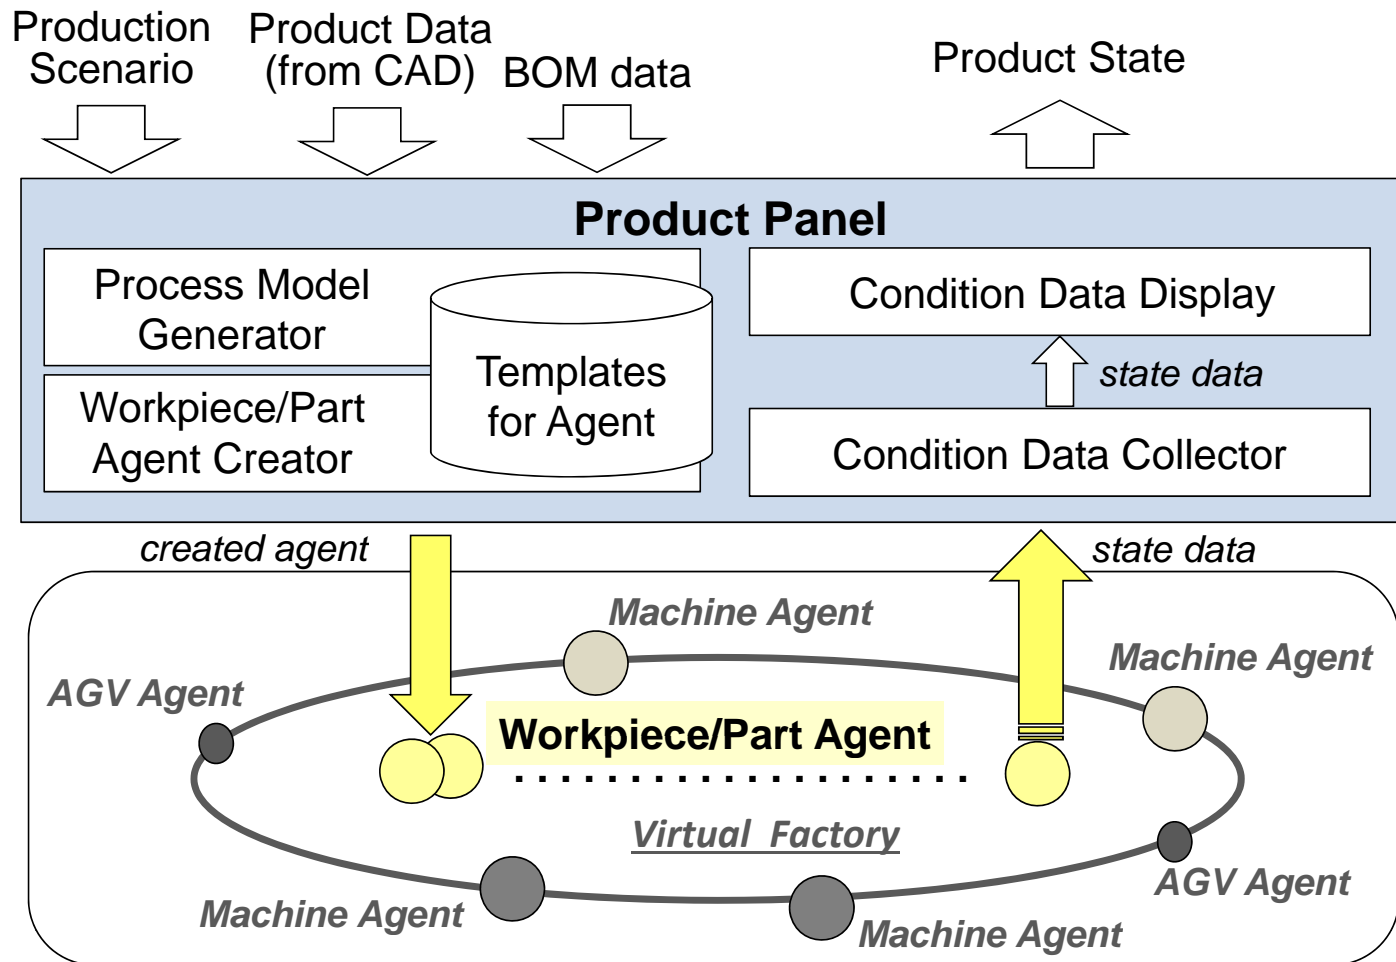 Production
Scenario
Product Data
(from CAD)
BOM data
Product State
Product Panel
Process Model
Generator
Workpiece/Part
Agent Creator
Templates
for Agent
Condition Data Display
state data
Condition Data Collector
created agent
state data
Machine Agent
Machine Agent
AGV Agent
Workpiece/Part Agent
Virtual Factory
AGV Agent
Machine Agent
Machine Agent